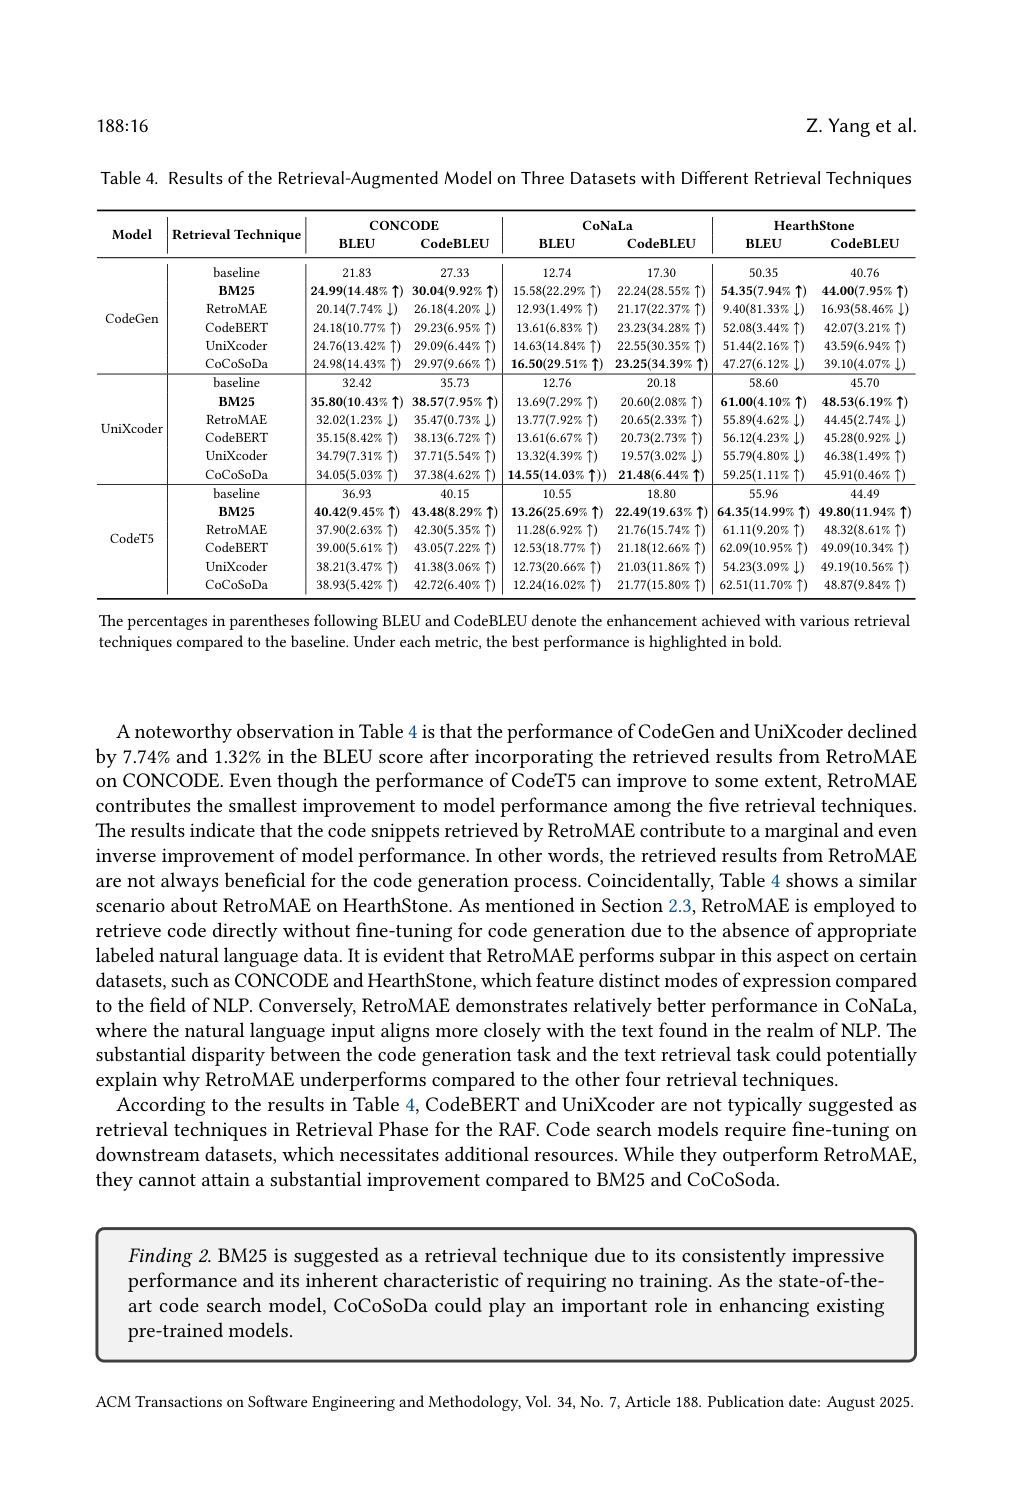 188:16 Z. Yang et al.
Table 4. Results of the Retrieval-Augmented Model on Three Datasets with Different Retrieval Techniques
Model Retrieval Technique CONCODE CoNaLa HearthStone
BLEU CodeBLEU BLEU CodeBLEU BLEU CodeBLEU
CodeGen
baseline 21.83 27.33 12.74 17.30 50.35 40.76
BM25 24.99(14.48% ↑) 30.04(9.92% ↑) 15.58(22.29% ↑) 22.24(28.55% ↑) 54.35(7.94% ↑) 44.00(7.95% ↑)
RetroMAE 20.14(7.74% ↓) 26.18(4.20% ↓) 12.93(1.49% ↑) 21.17(22.37% ↑) 9.40(81.33% ↓) 16.93(58.46% ↓)
CodeBERT 24.18(10.77% ↑) 29.23(6.95% ↑) 13.61(6.83% ↑) 23.23(34.28% ↑) 52.08(3.44% ↑) 42.07(3.21% ↑)
UniXcoder 24.76(13.42% ↑) 29.09(6.44% ↑) 14.63(14.84% ↑) 22.55(30.35% ↑) 51.44(2.16% ↑) 43.59(6.94% ↑)
CoCoSoDa 24.98(14.43% ↑) 29.97(9.66% ↑) 16.50(29.51% ↑) 23.25(34.39% ↑) 47.27(6.12% ↓) 39.10(4.07% ↓)
UniXcoder
baseline 32.42 35.73 12.76 20.18 58.60 45.70
BM25 35.80(10.43% ↑) 38.57(7.95% ↑) 13.69(7.29% ↑) 20.60(2.08% ↑) 61.00(4.10% ↑) 48.53(6.19% ↑)
RetroMAE 32.02(1.23% ↓) 35.47(0.73% ↓) 13.77(7.92% ↑) 20.65(2.33% ↑) 55.89(4.62% ↓) 44.45(2.74% ↓)
CodeBERT 35.15(8.42% ↑) 38.13(6.72% ↑) 13.61(6.67% ↑) 20.73(2.73% ↑) 56.12(4.23% ↓) 45.28(0.92% ↓)
UniXcoder 34.79(7.31% ↑) 37.71(5.54% ↑) 13.32(4.39% ↑) 19.57(3.02% ↓) 55.79(4.80% ↓) 46.38(1.49% ↑)
CoCoSoDa 34.05(5.03% ↑) 37.38(4.62% ↑) 14.55(14.03% ↑)) 21.48(6.44% ↑) 59.25(1.11% ↑) 45.91(0.46% ↑)
CodeT5
baseline 36.93 40.15 10.55 18.80 55.96 44.49
BM25 40.42(9.45% ↑) 43.48(8.29% ↑) 13.26(25.69% ↑) 22.49(19.63% ↑) 64.35(14.99% ↑) 49.80(11.94% ↑)
RetroMAE 37.90(2.63% ↑) 42.30(5.35% ↑) 11.28(6.92% ↑) 21.76(15.74% ↑) 61.11(9.20% ↑) 48.32(8.61% ↑)
CodeBERT 39.00(5.61% ↑) 43.05(7.22% ↑) 12.53(18.77% ↑) 21.18(12.66% ↑) 62.09(10.95% ↑) 49.09(10.34% ↑)
UniXcoder 38.21(3.47% ↑) 41.38(3.06% ↑) 12.73(20.66% ↑) 21.03(11.86% ↑) 54.23(3.09% ↓) 49.19(10.56% ↑)
CoCoSoDa 38.93(5.42% ↑) 42.72(6.40% ↑) 12.24(16.02% ↑) 21.77(15.80% ↑) 62.51(11.70% ↑) 48.87(9.84% ↑)
The percentages in parentheses following BLEU and CodeBLEU denote the enhancement achieved with various retrieval
techniques compared to the baseline. Under each metric, the best performance is highlighted in bold.
A noteworthy observation in Table 4 is that the performance of CodeGen and UniXcoder declined
by 7.74% and 1.32% in the BLEU score after incorporating the retrieved results from RetroMAE
on CONCODE. Even though the performance of CodeT5 can improve to some extent, RetroMAE
contributes the smallest improvement to model performance among the five retrieval techniques.
The results indicate that the code snippets retrieved by RetroMAE contribute to a marginal and even
inverse improvement of model performance. In other words, the retrieved results from RetroMAE
are not always beneficial for the code generation process. Coincidentally, Table 4 shows a similar
scenario about RetroMAE on HearthStone. As mentioned in Section 2.3, RetroMAE is employed to
retrieve code directly without fine-tuning for code generation due to the absence of appropriate
labeled natural language data. It is evident that RetroMAE performs subpar in this aspect on certain
datasets, such as CONCODE and HearthStone, which feature distinct modes of expression compared
to the field of NLP. Conversely, RetroMAE demonstrates relatively better performance in CoNaLa,
where the natural language input aligns more closely with the text found in the realm of NLP. The
substantial disparity between the code generation task and the text retrieval task could potentially
explain why RetroMAE underperforms compared to the other four retrieval techniques.
According to the results in Table 4, CodeBERT and UniXcoder are not typically suggested as
retrieval techniques in Retrieval Phase for the RAF. Code search models require fine-tuning on
downstream datasets, which necessitates additional resources. While they outperform RetroMAE,
they cannot attain a substantial improvement compared to BM25 and CoCoSoda.
Finding 2. BM25 is suggested as a retrieval technique due to its consistently impressive
performance and its inherent characteristic of requiring no training. As the state-of-the-
art code search model, CoCoSoDa could play an important role in enhancing existing
pre-trained models.
ACM Transactions on Software Engineering and Methodology, Vol. 34, No. 7, Article 188. Publication date: August 2025.